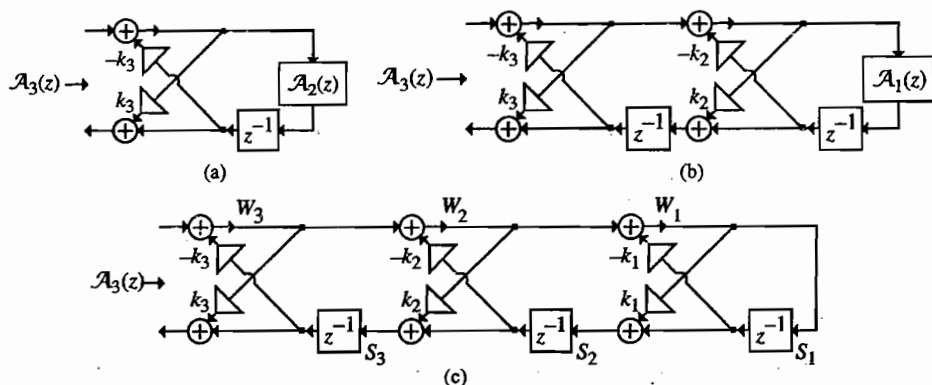 −k₃
k₃
𝒜₃(z)
𝒜₂(z)
z⁻¹
(a)
−k₃
k₃
𝒜₃(z)
z⁻¹
−k₂
k₂
𝒜₁(z)
z⁻¹
(b)
W₃
W₂
W₁
−k₃
−k₂
−k₁
𝒜₃(z)
k₃
k₂
k₁
z⁻¹
z⁻¹
z⁻¹
S₃
S₂
S₁
(c)